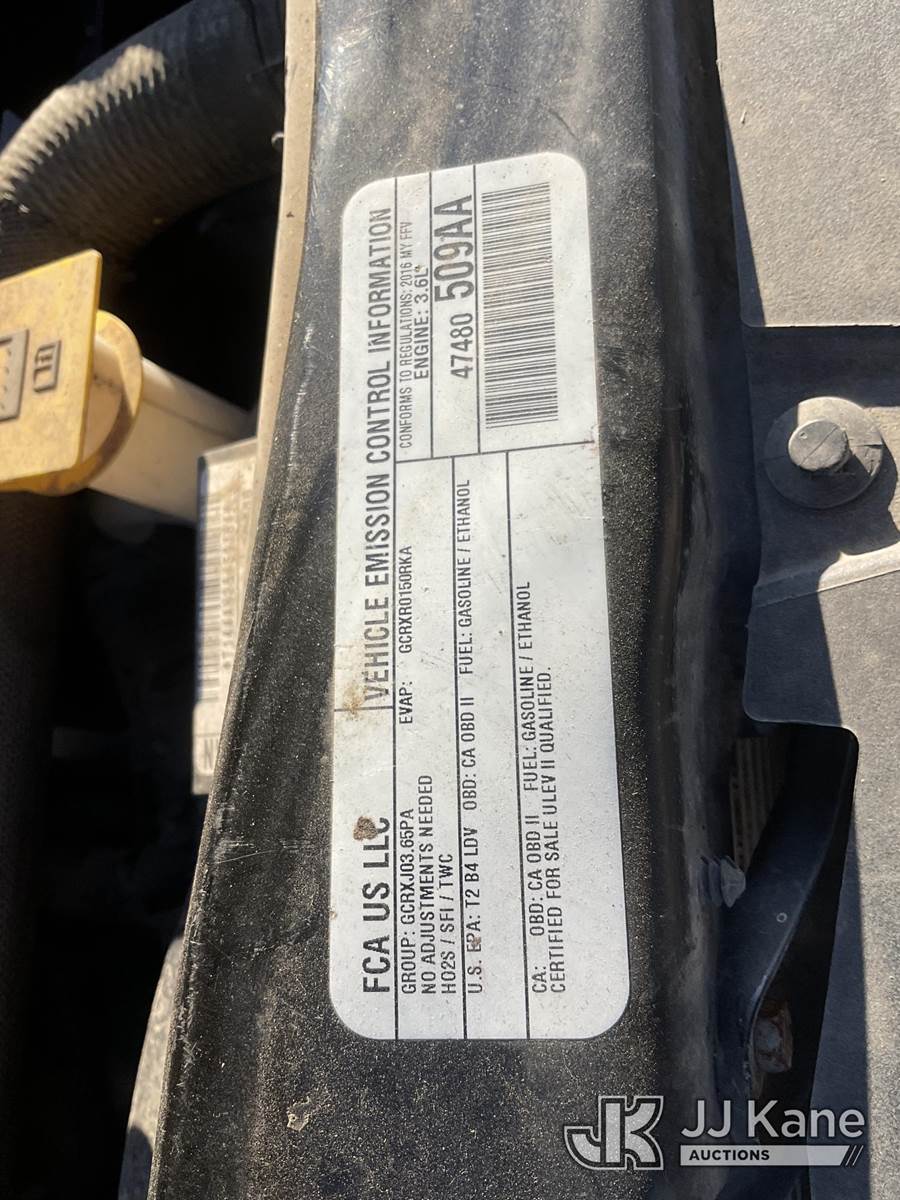 FCA US LLC
VEHICLE EMISSION CONTROL INFORMATION
GROUP: GCRXJ03.65PA
EVAP: GCRXR0150RKA
CONFORMS TO REGULATIONS: 2016 MY FFV
NO ADJUSTMENTS NEEDED
ENGINE: 3.6L
HO2S / SFI / TWC
47480 509AA
U.S. EPA: T2 B4 LDV OBD: CA OBD II FUEL: GASOLINE / ETHANOL
CA: OBD: CA OBD II FUEL: GASOLINE / ETHANOL
CERTIFIED FOR SALE ULEV II QUALIFIED.
JK JJ Kane
AUCTIONS